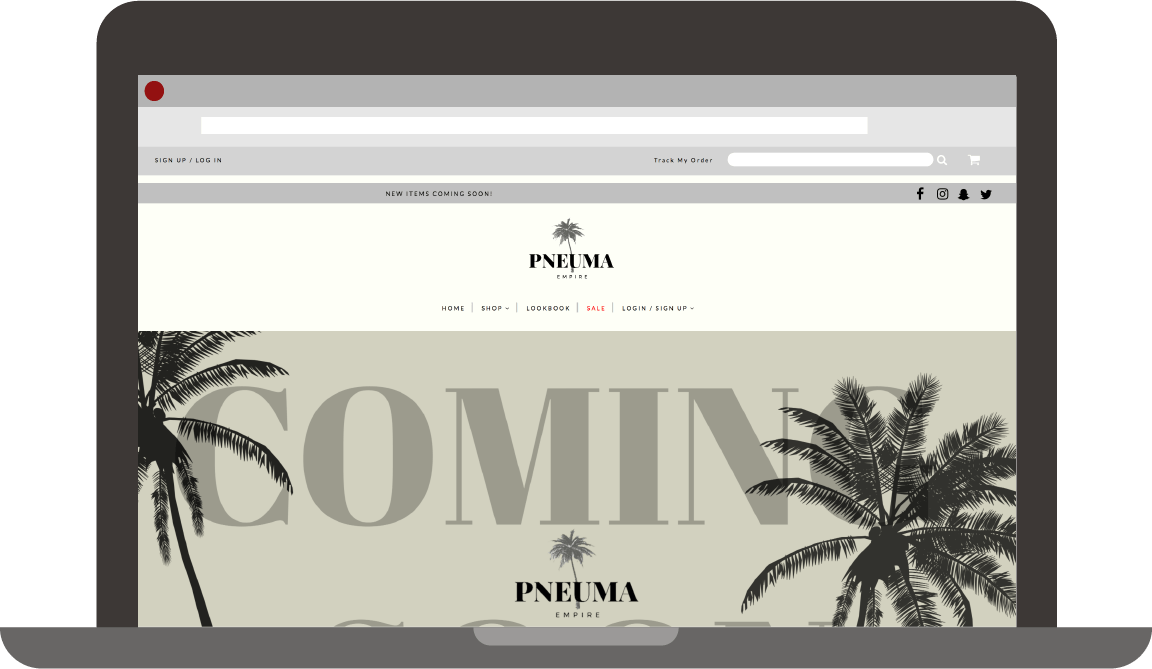 SIGN UP / LOG IN
Track My Order
NEW ITEMS COMING SOON!
PNEUMA
EMPIRE
HOME
SHOP
LOOKBOOK
SALE
LOGIN / SIGN UP
COMING
PNEUMA
EMPIRE
SOON